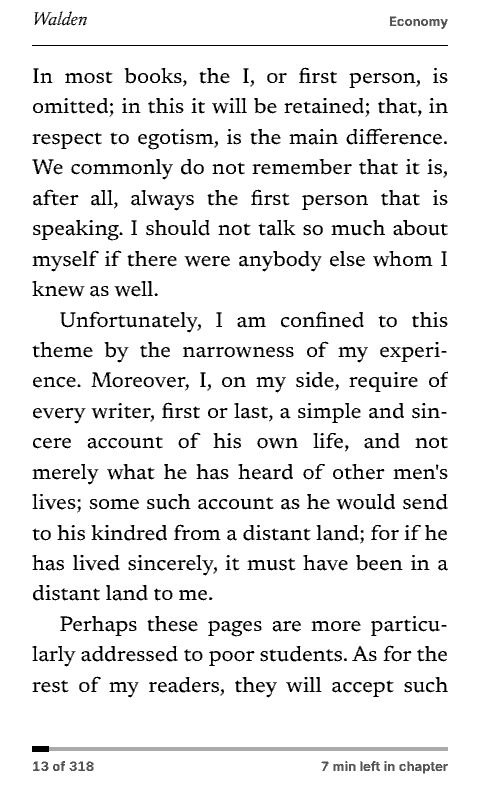 Walden
Economy
In most books, the I, or first person, is
omitted; in this it will be retained; that, in
respect to egotism, is the main difference.
We commonly do not remember that it is,
after all, always the first person that is
speaking. I should not talk so much about
myself if there were anybody else whom I
knew as well.
Unfortunately, I am confined to this
theme by the narrowness of my experi-
ence. Moreover, I, on my side, require of
every writer, first or last, a simple and sin-
cere account of his own life, and not
merely what he has heard of other men's
lives; some such account as he would send
to his kindred from a distant land; for if he
has lived sincerely, it must have been in a
distant land to me.
Perhaps these pages are more particu-
larly addressed to poor students. As for the
rest of my readers, they will accept such
13 of 318
7 min left in chapter